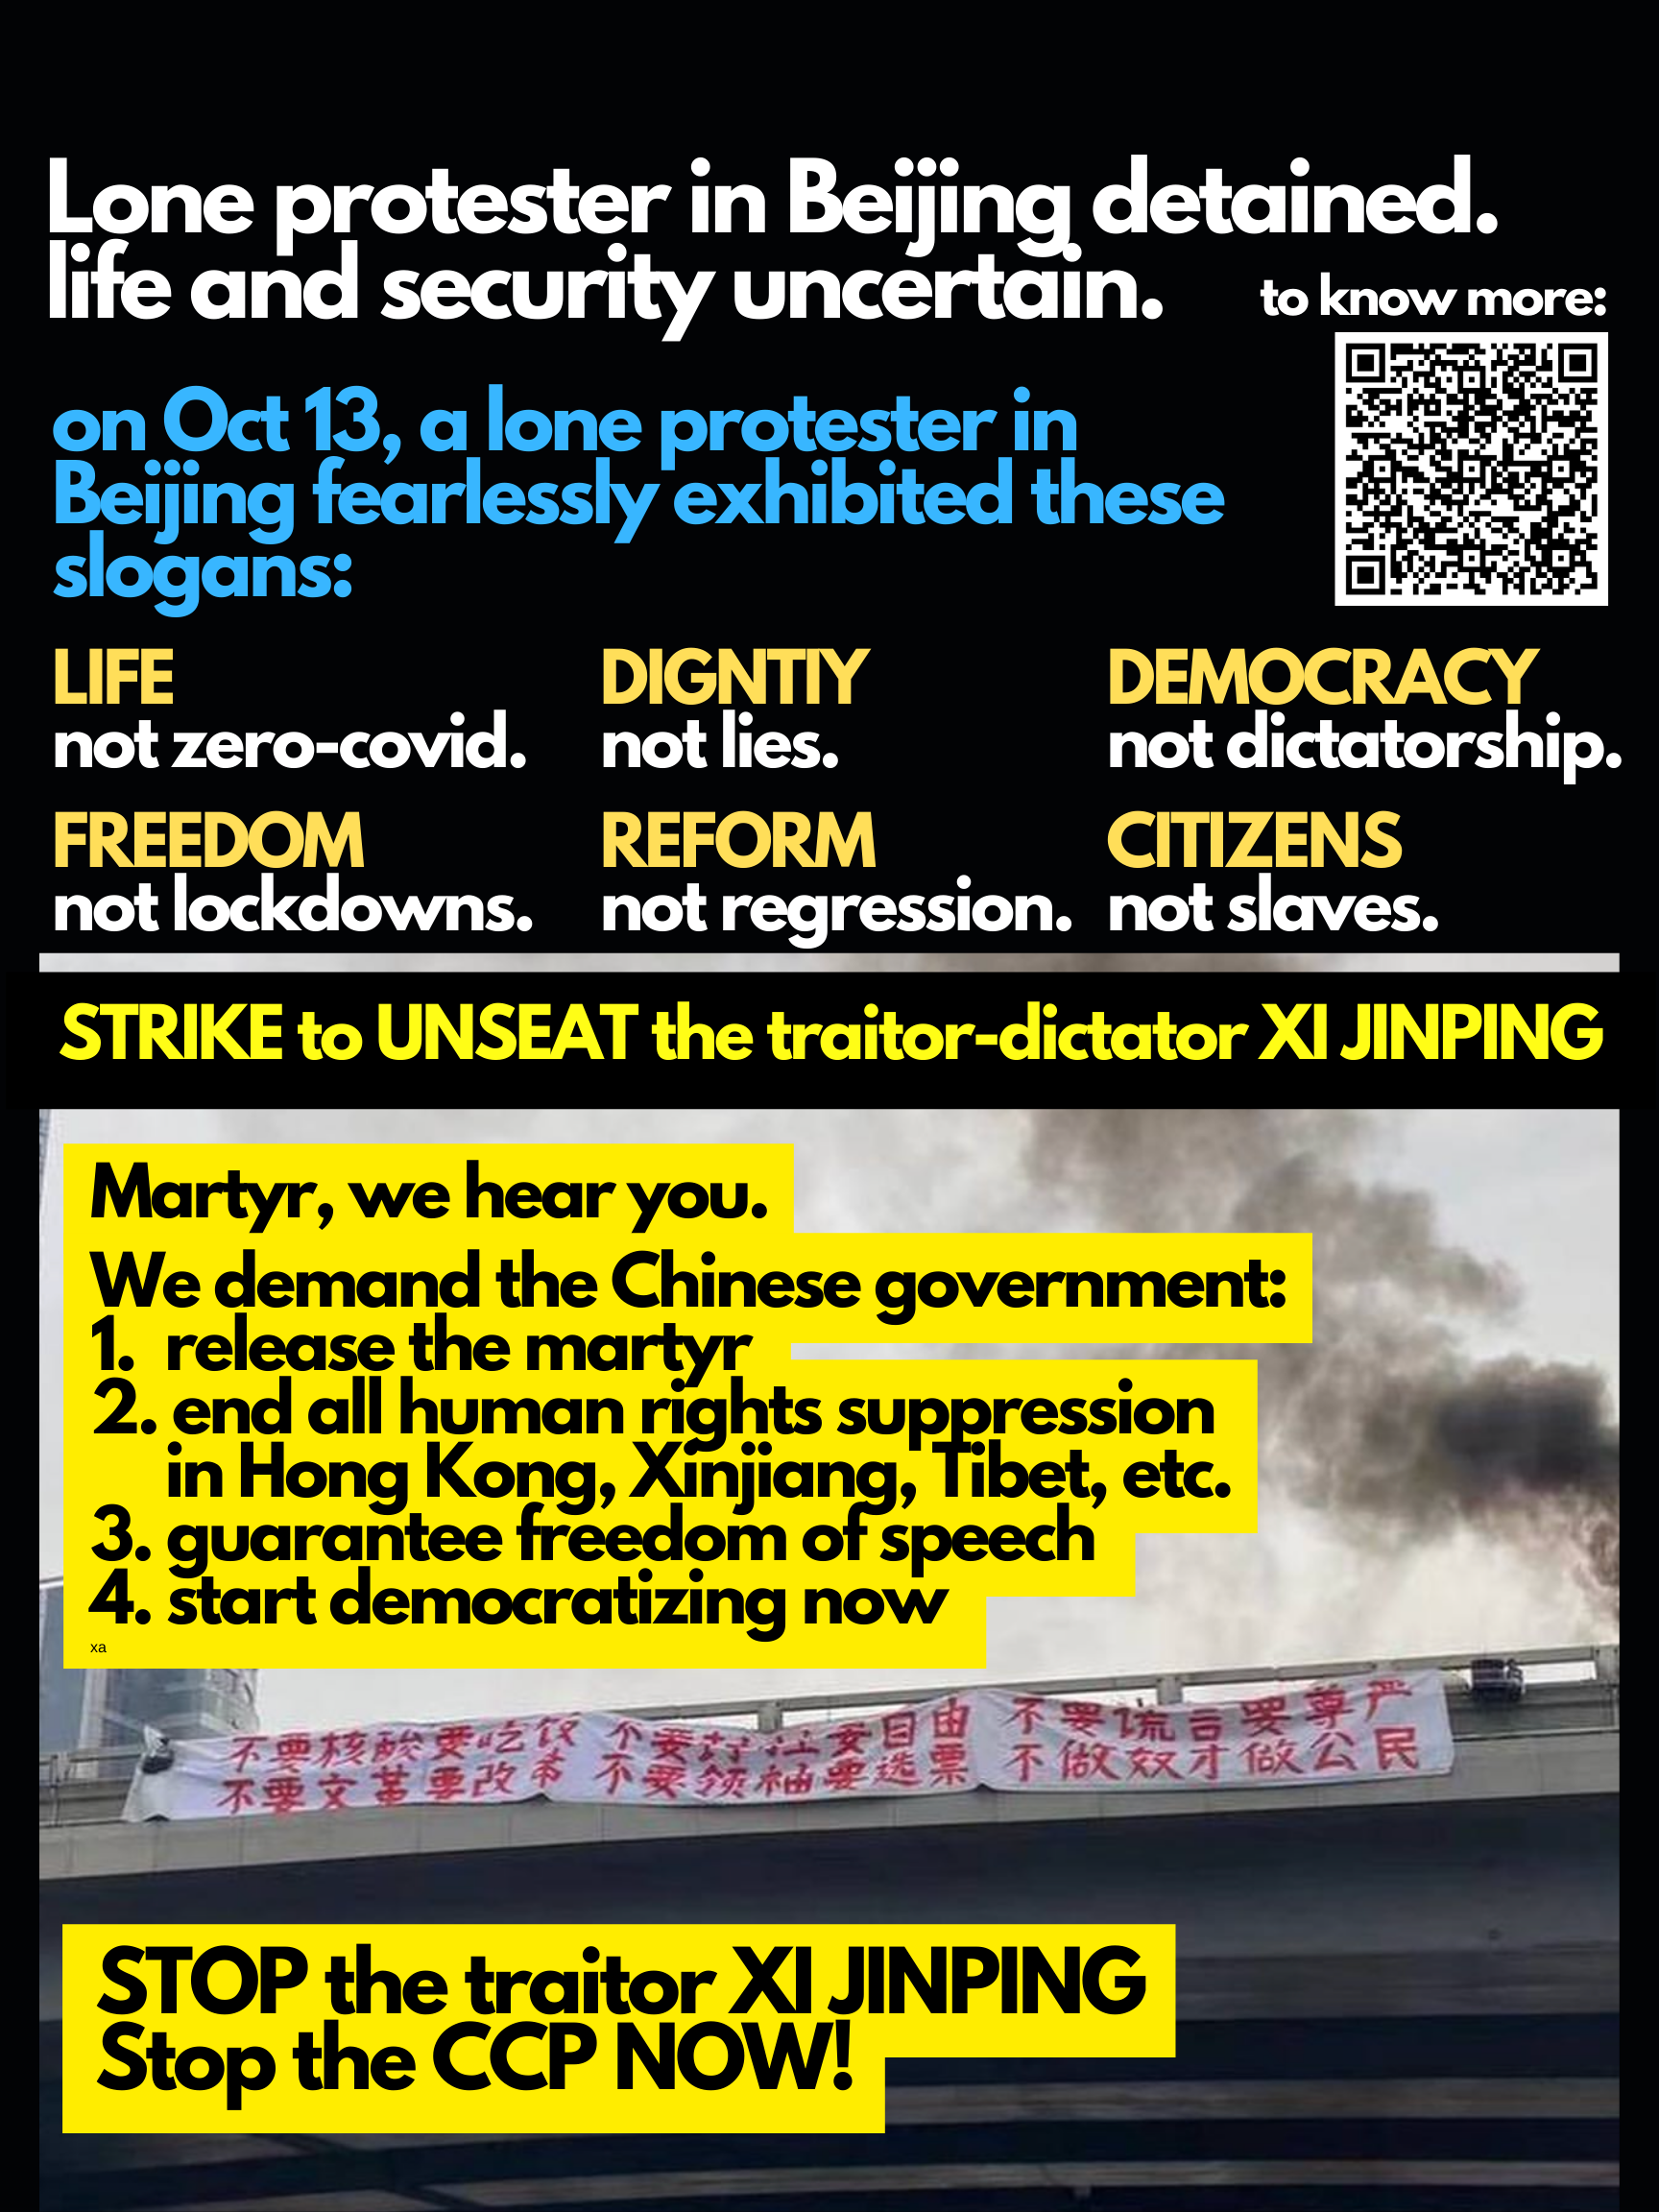 Lone protester in Beijing detained.
life and security uncertain.
to know more:
on Oct 13, a lone protester in
Beijing fearlessly exhibited these
slogans:
LIFE
not zero-covid.
DIGNTIY
not lies.
DEMOCRACY
not dictatorship.
FREEDOM
not lockdowns.
REFORM
not regression.
CITIZENS
not slaves.
STRIKE to UNSEAT the traitor-dictator XI JINPING
Martyr, we hear you.
We demand the Chinese government:
1. release the martyr
2. end all human rights suppression
in Hong Kong, Xinjiang, Tibet, etc.
3. guarantee freedom of speech
4. start democratizing now
xa
不要核酸要吃饭 不要 要自由 不要谎言要尊严
不要文革要改 不要领袖要选票 不做奴才做公民
STOP the traitor XI JINPING
Stop the CCP NOW!